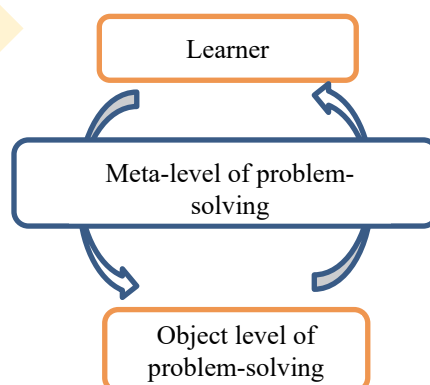 Learner
Meta-level of problem-
solving
Object level of
problem-solving